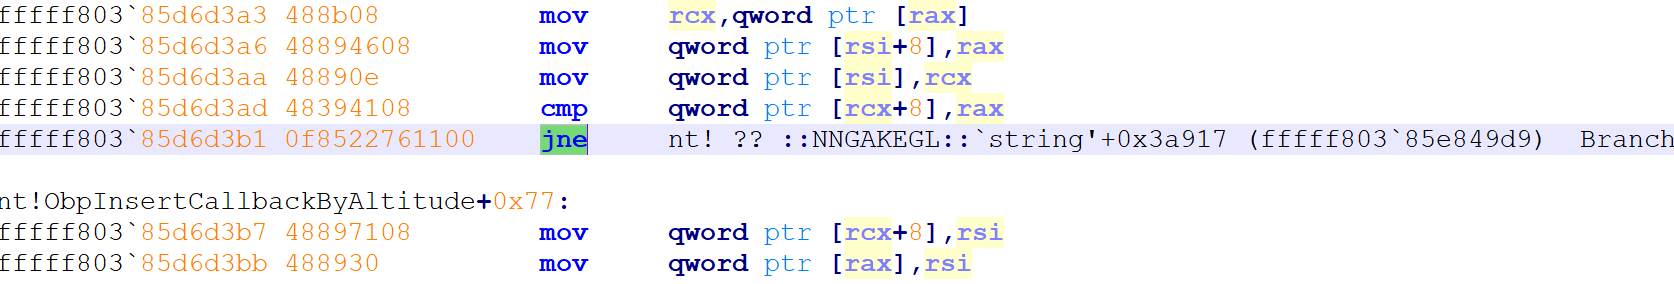 fffff803`85d6d3a3 488b08 mov rcx,qword ptr [rax]
fffff803`85d6d3a6 48894608 mov qword ptr [rsi+8],rax
fffff803`85d6d3aa 48890e mov qword ptr [rsi],rcx
fffff803`85d6d3ad 48394108 cmp qword ptr [rcx+8],rax
fffff803`85d6d3b1 0f8522761100 jne nt! ?? ::NNGAKEGL::`string'+0x3a917 (fffff803`85e849d9) Branch
nt!ObpInsertCallbackByAltitude+0x77:
fffff803`85d6d3b7 48897108 mov qword ptr [rcx+8],rsi
fffff803`85d6d3bb 488930 mov qword ptr [rax],rsi